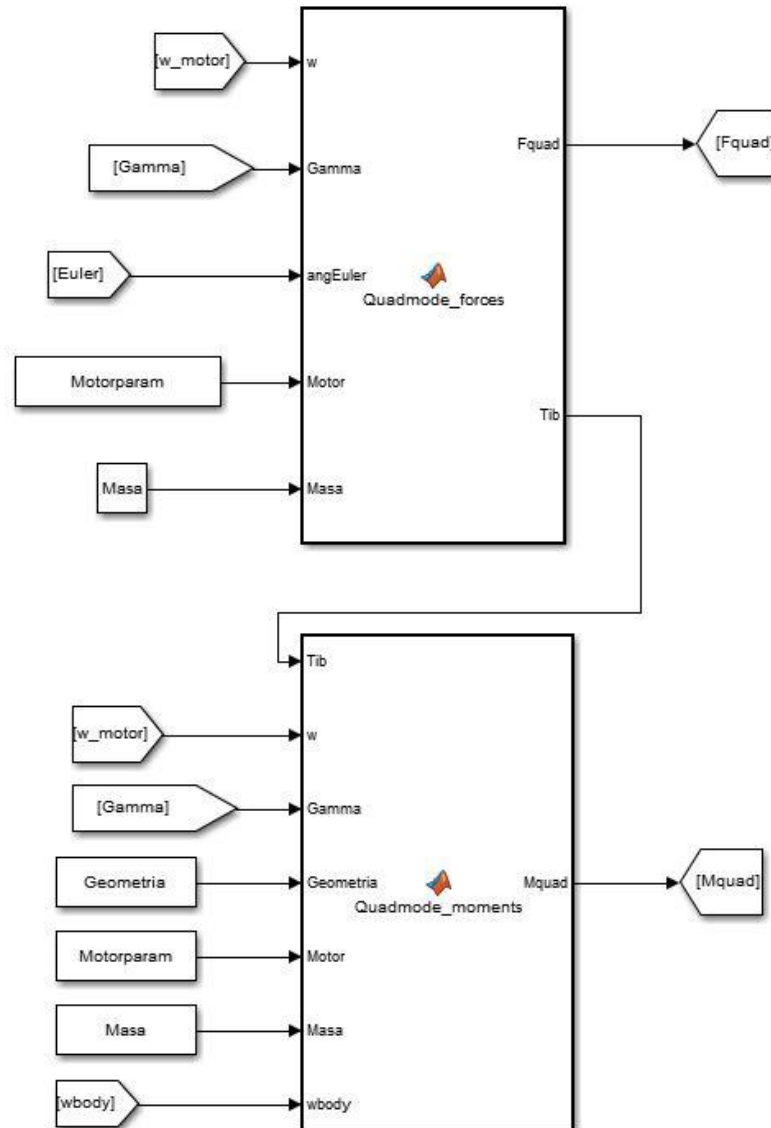 [w_motor]
w
[Gamma]
Gamma
Fquad
[Fquad]
[Euler]
angEuler
Quadmode_forces
Motorparam
Motor
Tib
Masa
Masa
Tib
[w_motor]
w
[Gamma]
Gamma
Geometria
Geometria
Mquad
[Mquad]
Quadmode_moments
Motorparam
Motor
Masa
Masa
[wbody]
wbody